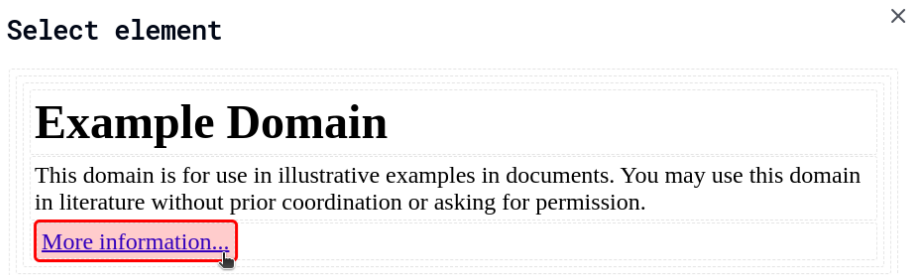 Select element
Example Domain
This domain is for use in illustrative examples in documents. You may use this domain
in literature without prior coordination or asking for permission.
More information...